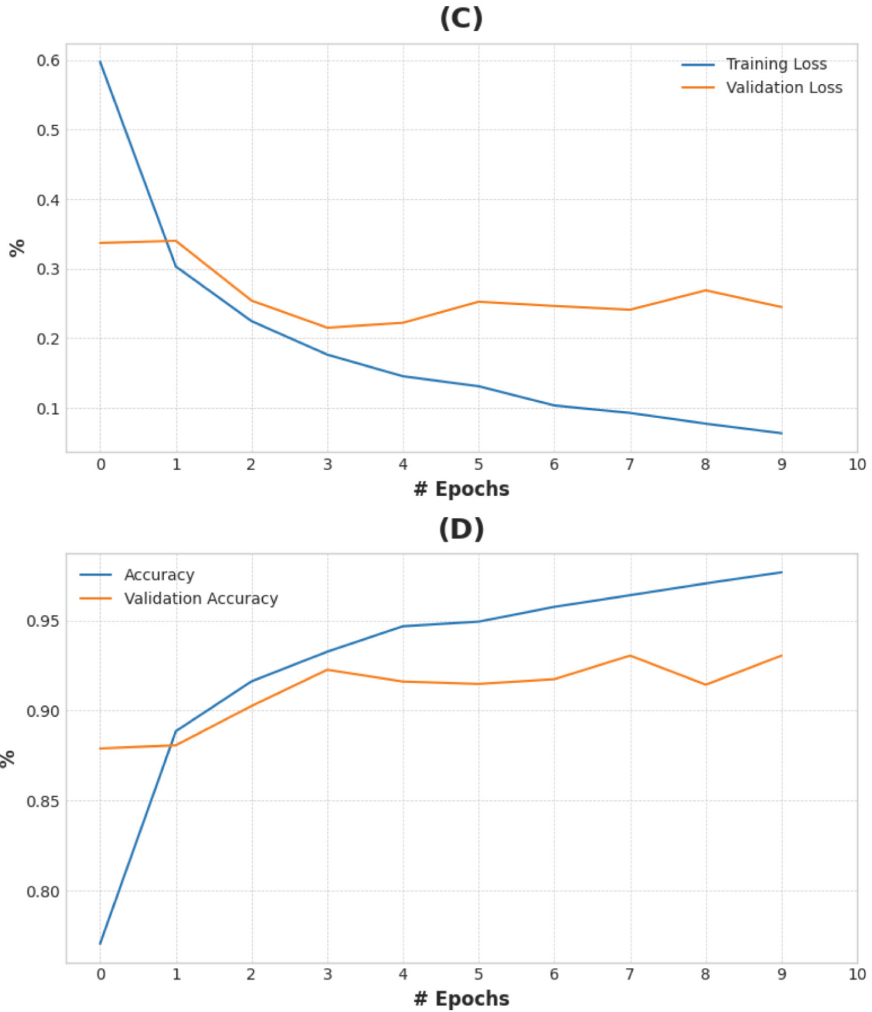 (C)
0.6
0.5
0.4
0.3
0.2
0.1
%
Training Loss
Validation Loss
0 1 2 3 4 5 6 7 8 9 10
# Epochs
(D)
Accuracy
Validation Accuracy
0.95
0.90
0.85
0.80
%
0 1 2 3 4 5 6 7 8 9 10
# Epochs